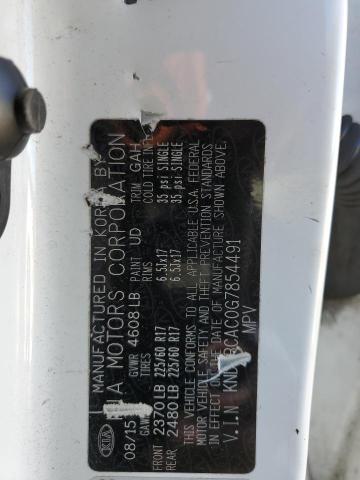 MANUFACTURED IN KOREA BY
KIA MOTORS CORPORATION
08/15 GVWR 4608LB PAINT UD TRIM GAH
GAWR TIRES RIMS COLD TIRE INFL
FRONT 2370LB 225/60 R17 6.5Jx17 35 psi SINGLE
REAR 2480LB 225/60 R17 6.5Jx17 35 psi SINGLE
THIS VEHICLE CONFORMS TO ALL APPLICABLE U.S.A. FEDERAL
MOTOR VEHICLE SAFETY AND THEFT PREVENTION STANDARDS
IN EFFECT ON THE DATE OF MANUFACTURE SHOWN ABOVE.
V.I.N
MPV
KIA